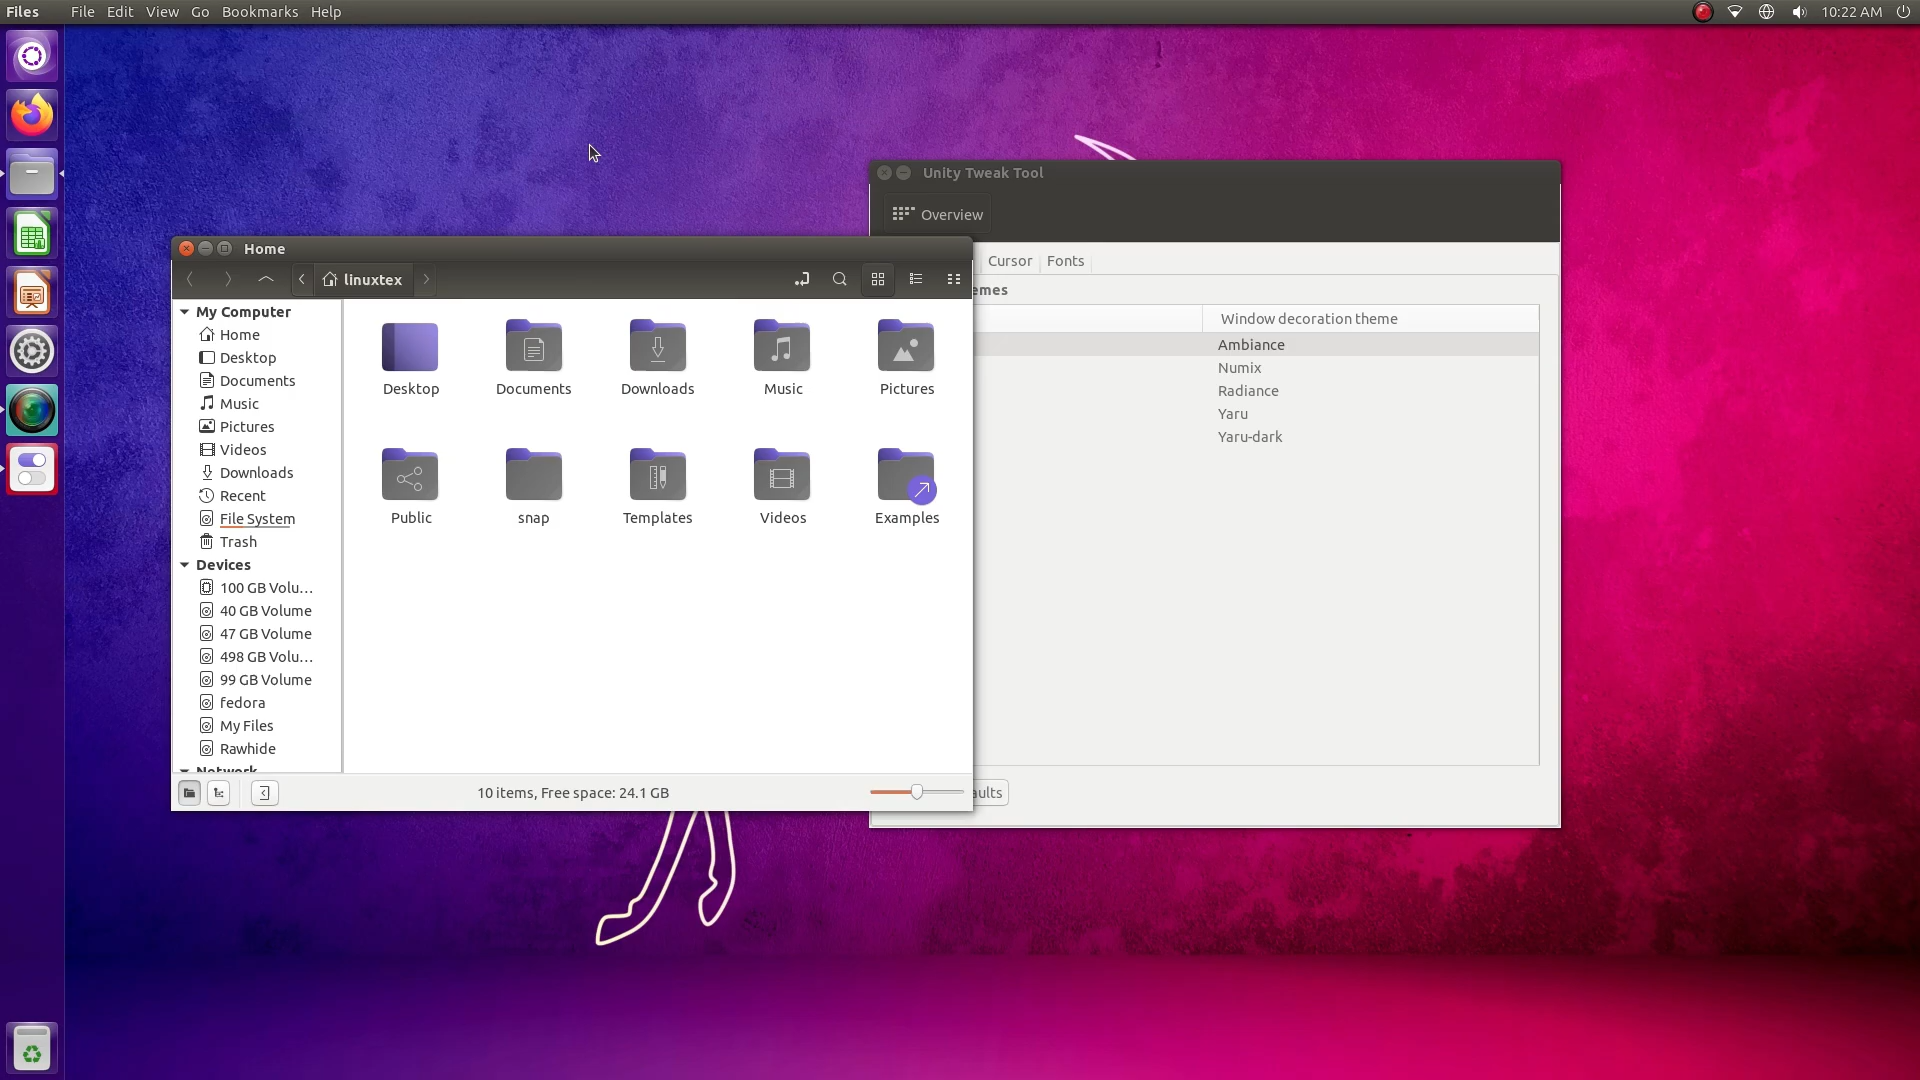 Files File Edit View Go Bookmarks Help 10:22 AM
Unity Tweak Tool
Overview
Cursor Fonts
emes
Window decoration theme
Ambiance
Numix
Radiance
Yaru
Yaru-dark
aults
Home
linuxtex
My Computer
Home
Desktop
Documents
Music
Pictures
Videos
Downloads
Recent
File System
Trash
Devices
100 GB Volu...
40 GB Volume
47 GB Volume
498 GB Volu...
99 GB Volume
fedora
My Files
Rawhide
Network
Desktop Documents Downloads Music Pictures
Public snap Templates Videos Examples
10 items, Free space: 24.1 GB